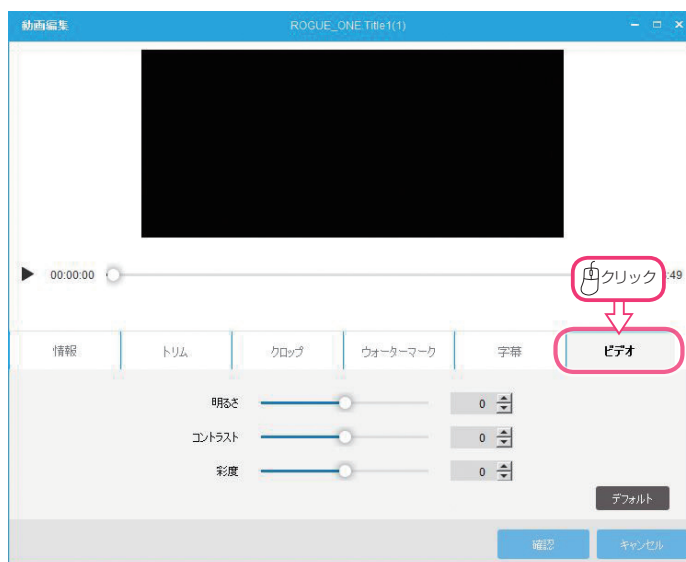 動画編集 ROGUE_ONE.Title1(1)
00:00:00 :49
クリック
情報 トリム クロップ ウォーターマーク 字幕 ビデオ
明るさ 0
コントラスト 0
彩度 0
デフォルト
確認 キャンセル